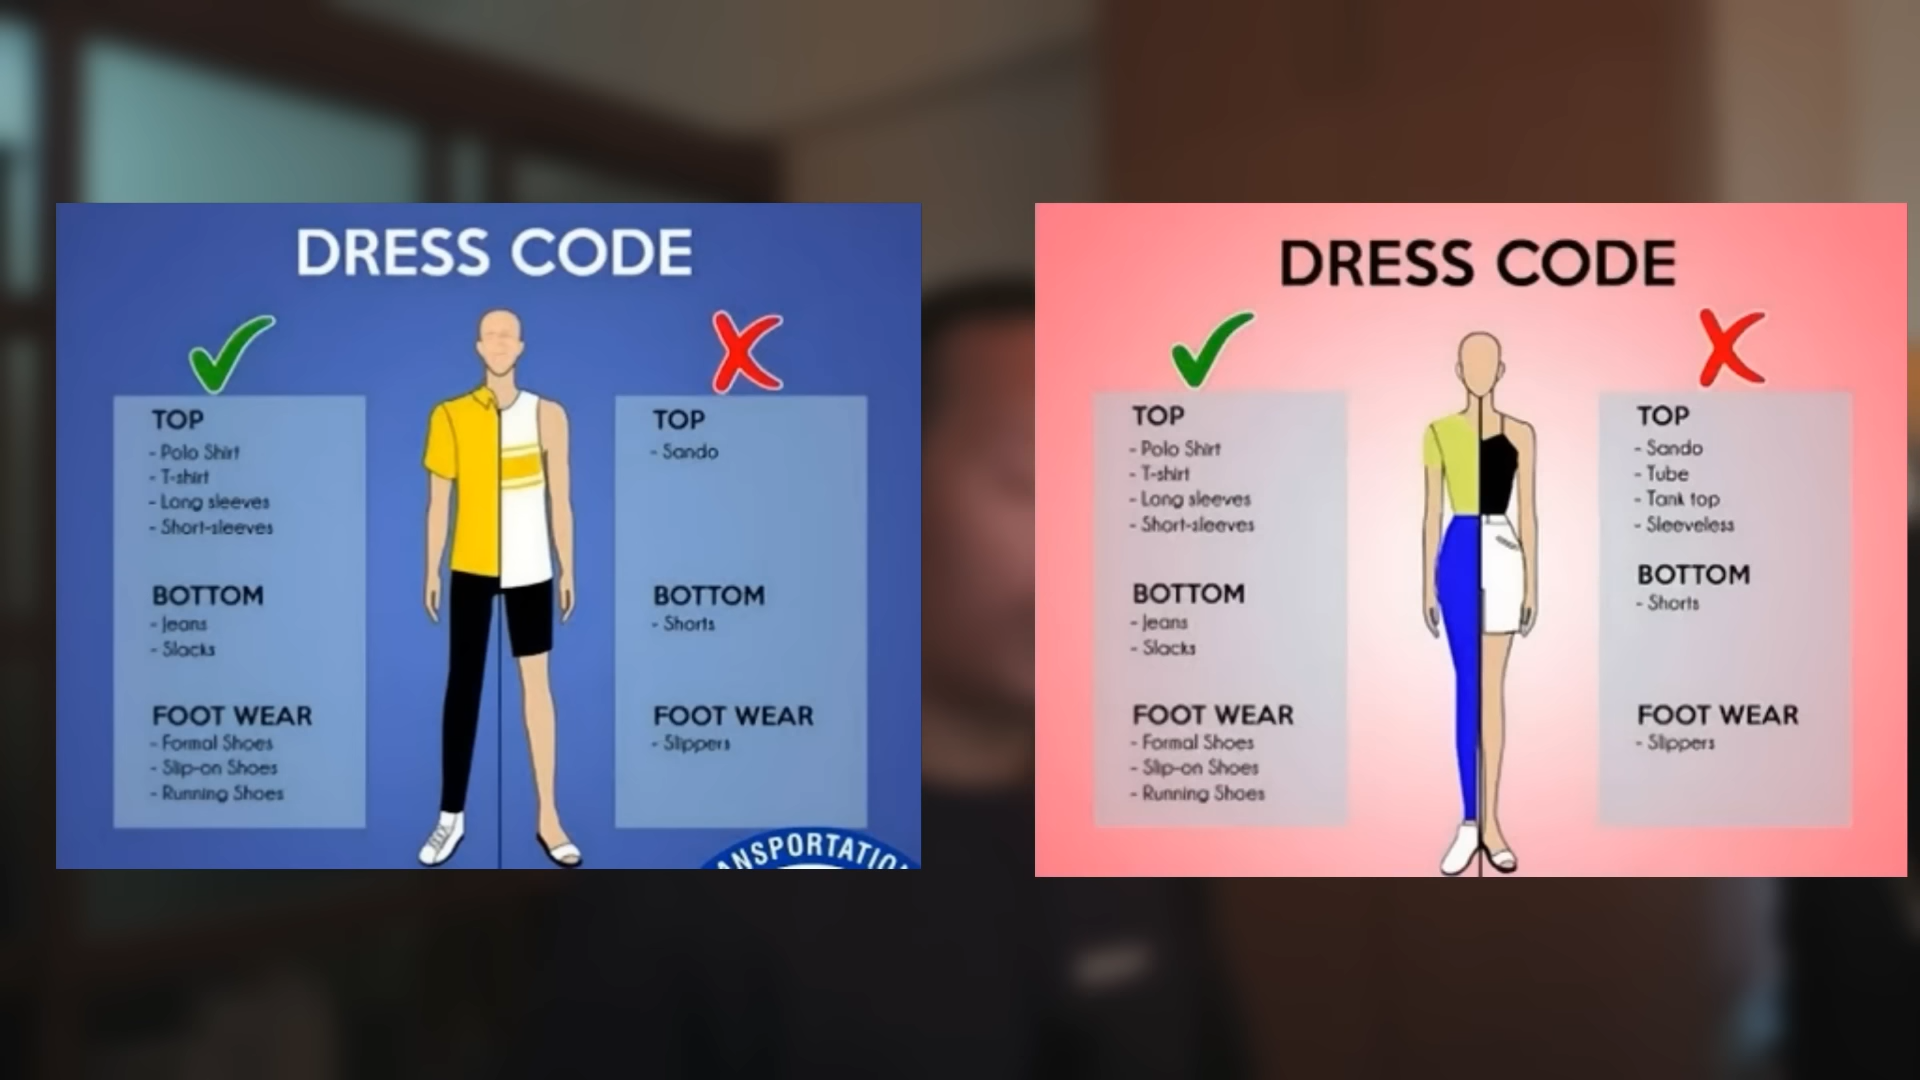 DRESS CODE
TOP
- Polo Shirt
- T-shirt
- Long sleeves
- Short-sleeves
BOTTOM
- Jeans
- Slacks
FOOT WEAR
- Formal Shoes
- Slip-on Shoes
- Running Shoes
TOP
- Sando
BOTTOM
- Shorts
FOOT WEAR
- Slippers
DRESS CODE
TOP
- Polo Shirt
- T-shirt
- Long sleeves
- Short-sleeves
BOTTOM
- Jeans
- Slacks
FOOT WEAR
- Formal Shoes
- Slip-on Shoes
- Running Shoes
TOP
- Sando
- Tube
- Tank top
- Sleeveless
BOTTOM
- Shorts
FOOT WEAR
- Slippers